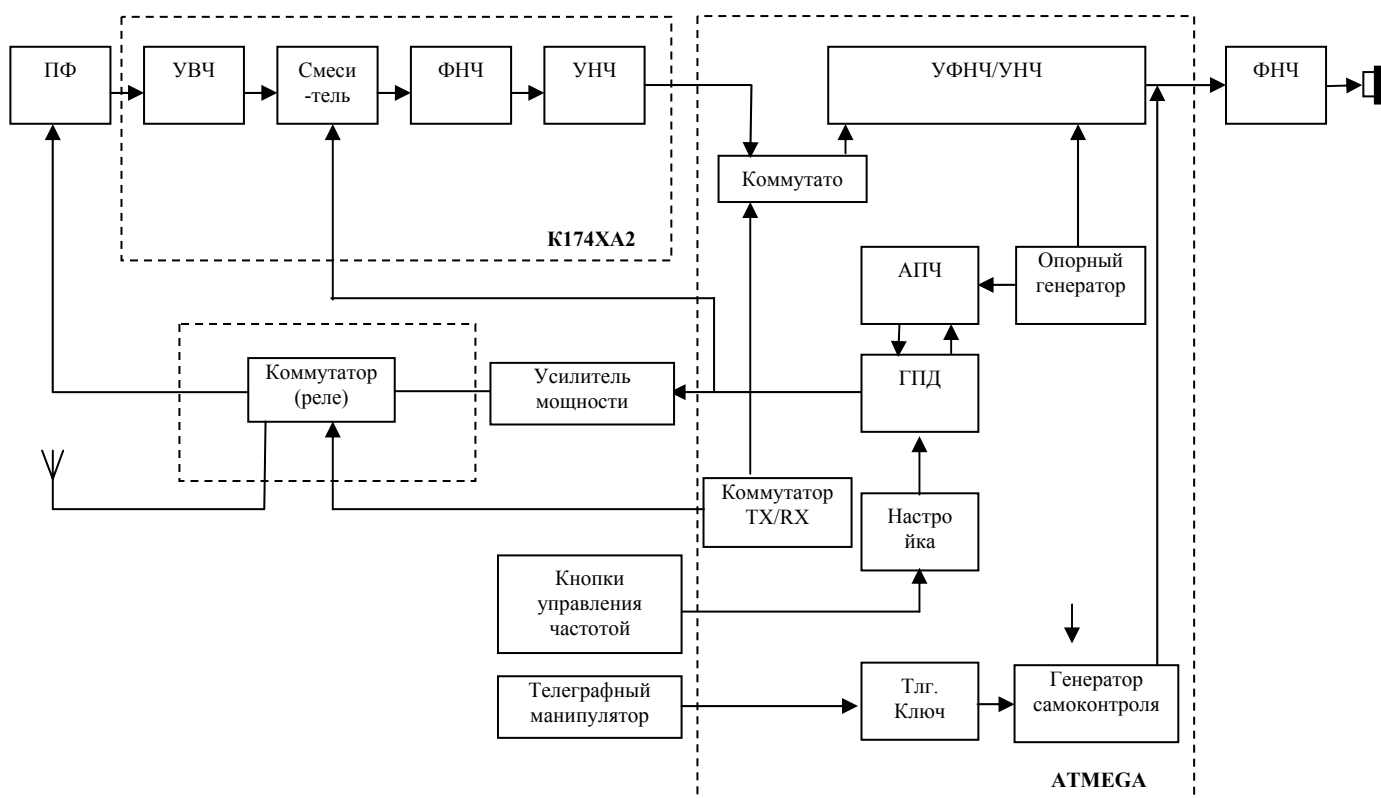 ПФ
УВЧ
Смеси
-тель
ФНЧ
УНЧ
УФНЧ/УНЧ
ФНЧ
Коммутато
К174ХА2
АПЧ
Опорный
генератор
Коммутатор
(реле)
Усилитель
мощности
ГПД
Коммутатор
TX/RX
Настро
йка
Кнопки
управления
частотой
Телеграфный
манипулятор
Тлг.
Ключ
Генератор
самоконтроля
ATMEGA